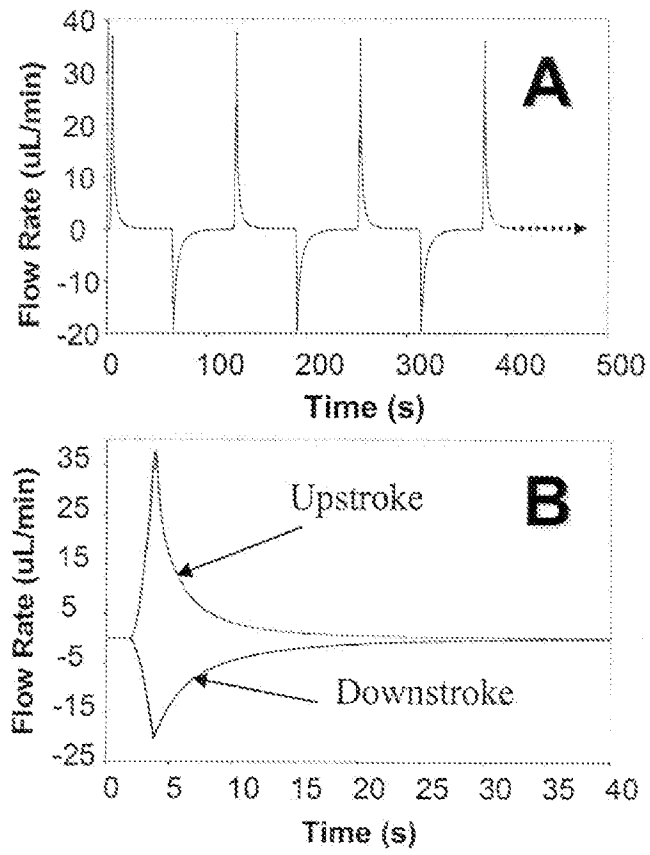 40
A
30
20
10
0
-10
-20
Flow Rate (uL/min)
0 100 200 300 400 500
Time (s)
35
B
25
Upstroke
15
5
-5
Downstroke
-15
-25
Flow Rate (uL/min)
0 5 10 15 20 25 30 35 40
Time (s)